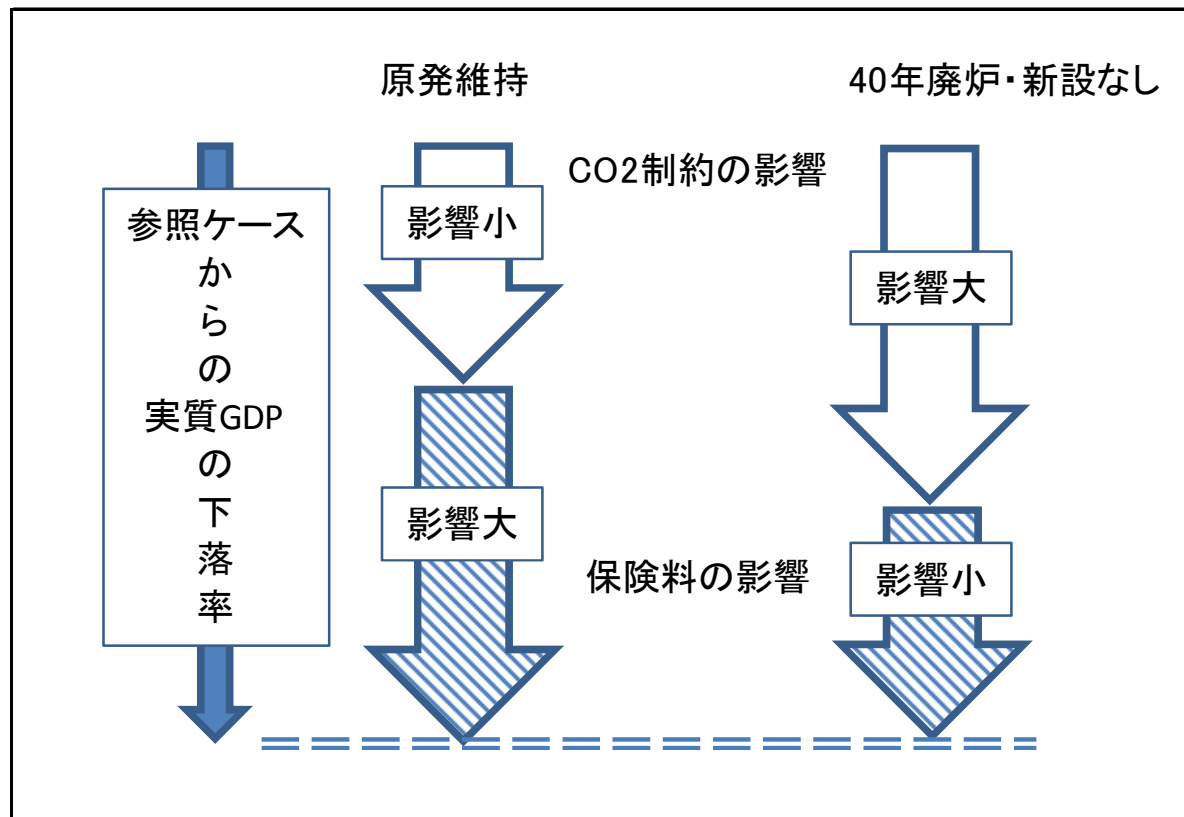 原発維持
40年廃炉・新設なし
CO2制約の影響
参照ケース
か
ら
の
実質GDP
の
下
落
率
影響小
影響大
影響大
保険料の影響
影響小